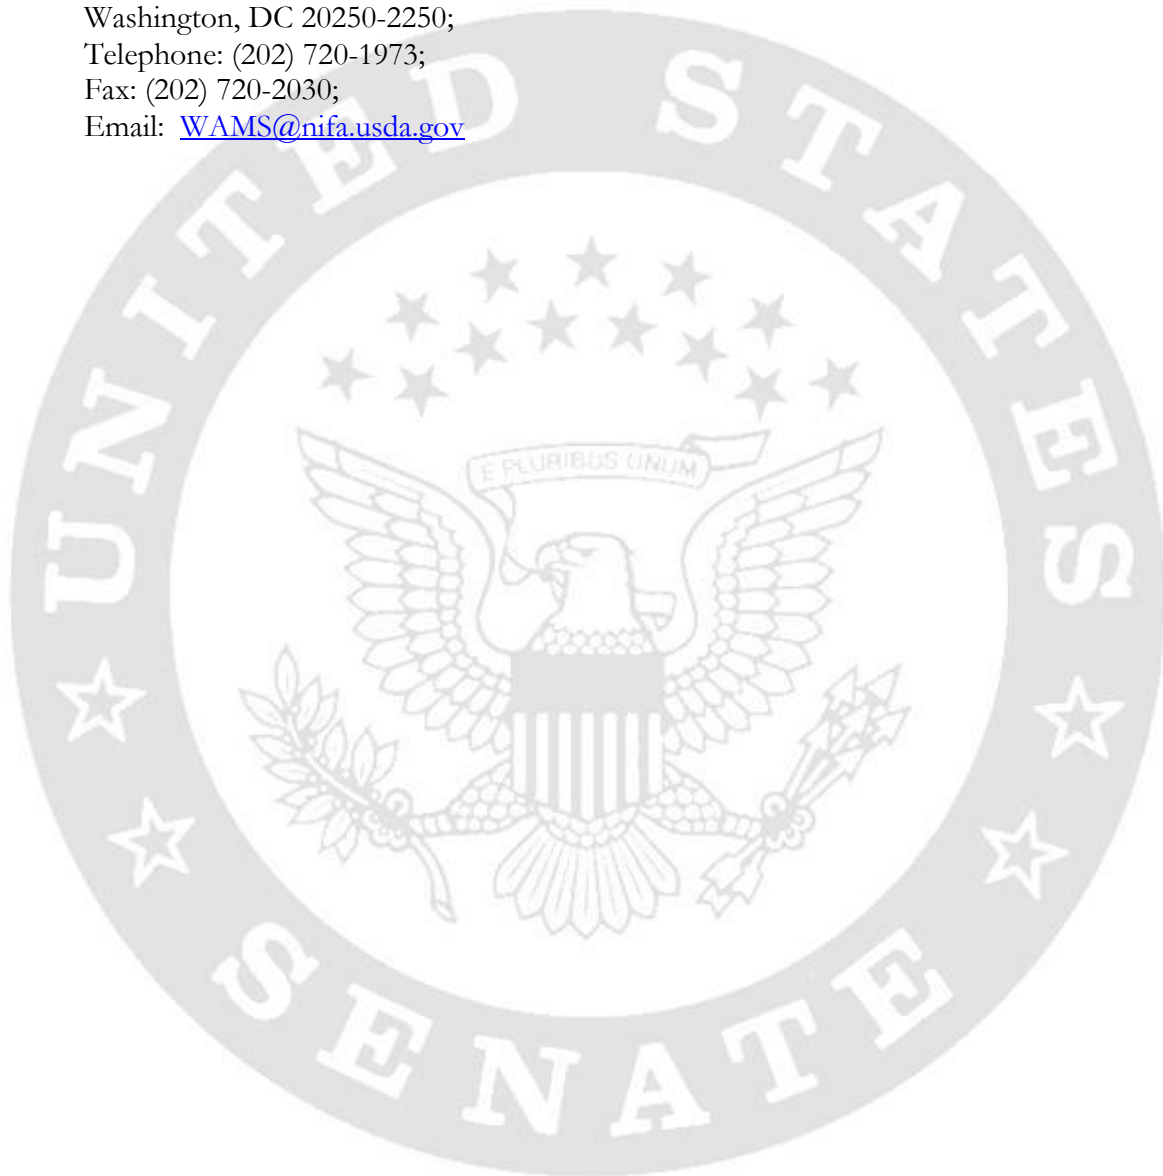 Washington, DC 20250-2250;
Telephone: (202) 720-1973;
Fax: (202) 720-2030;
Email: WAMS@nifa.usda.gov
UNITED STATES
E PLURIBUS UNUM
SENATE